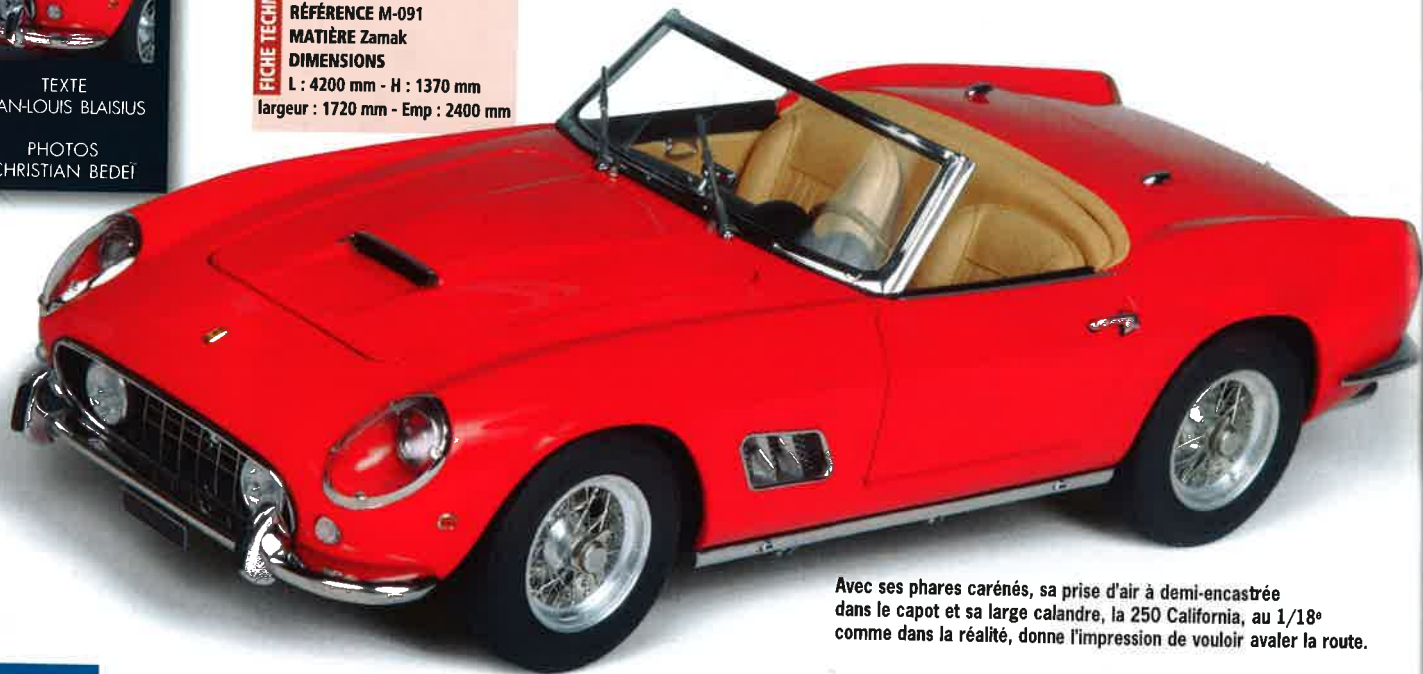 TEXTE
AN-LOUIS BLAISIUS
PHOTOS
CHRISTIAN BEDEÏ
FICHE TECHNI
RÉFÉRENCE M-091
MATIÈRE Zamak
DIMENSIONS
L : 4200 mm - H : 1370 mm
largeur : 1720 mm - Emp : 2400 mm
Avec ses phares carénés, sa prise d'air à demi-encastrée
dans le capot et sa large calandre, la 250 California, au 1/18e
comme dans la réalité, donne l'impression de vouloir avaler la route.